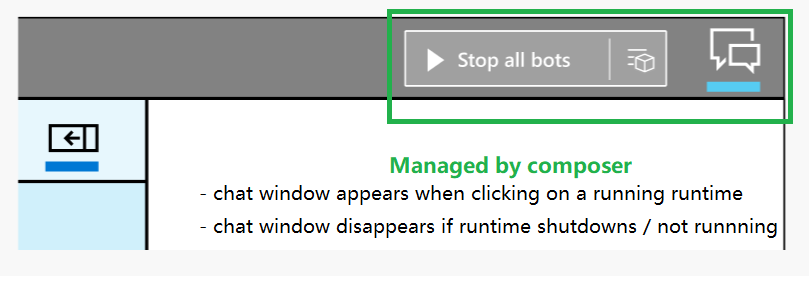 Stop all bots
Managed by composer
- chat window appears when clicking on a running runtime
- chat window disappears if runtime shutdowns / not runnning